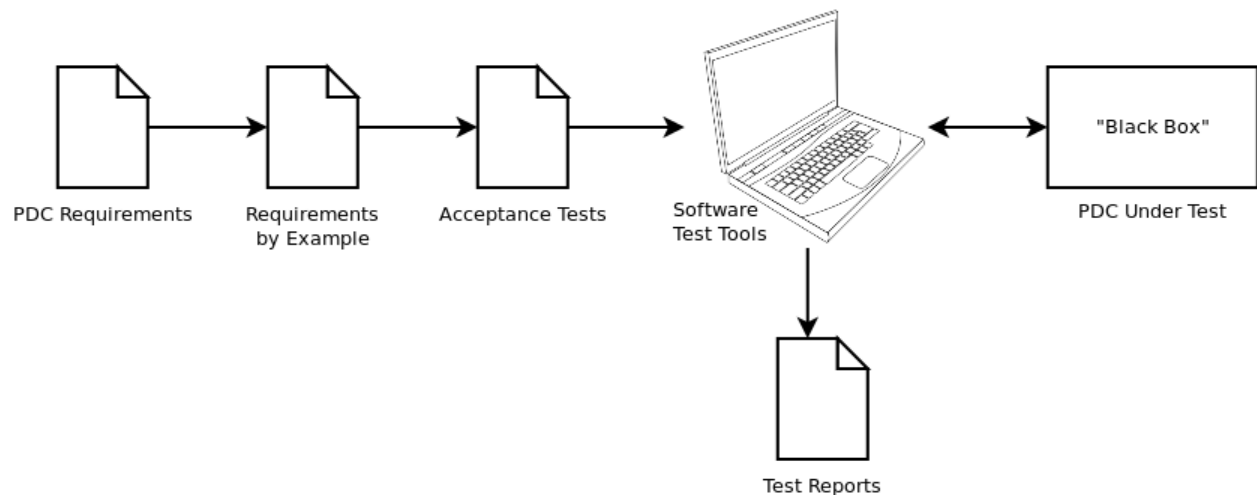 "Black Box"
PDC Requirements
Requirements
by Example
Acceptance Tests
Software
Test Tools
PDC Under Test
Test Reports